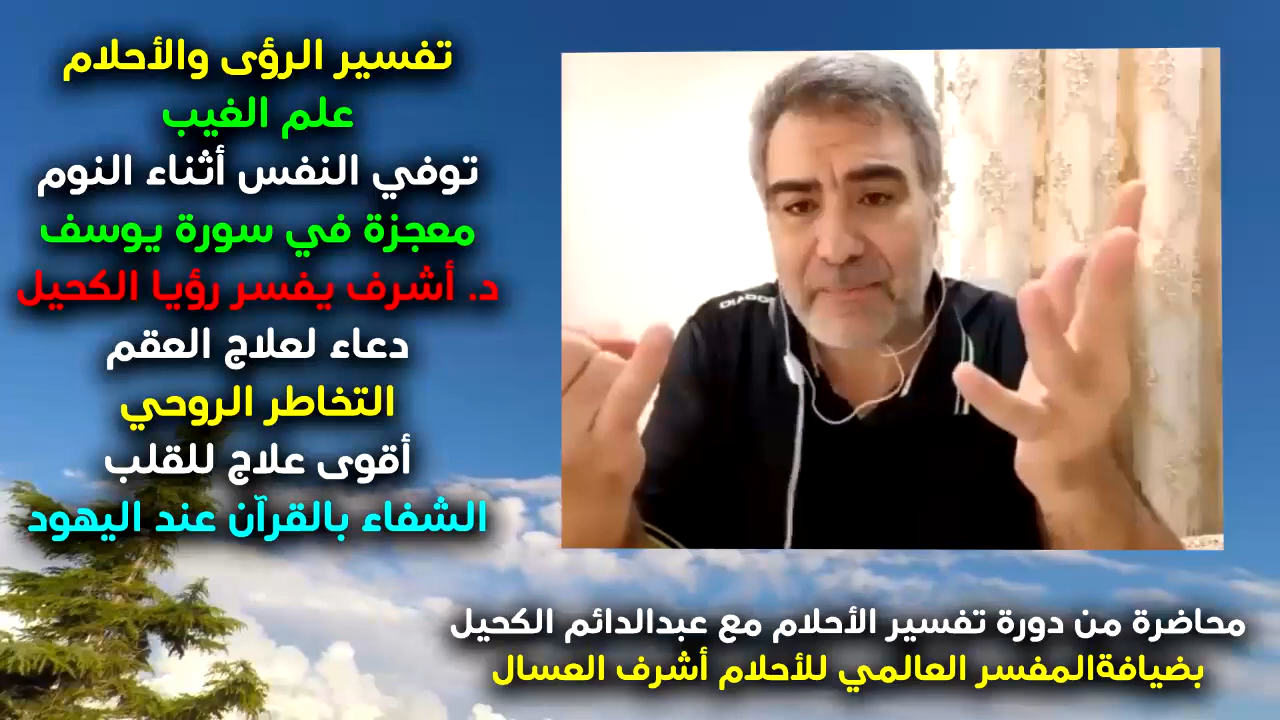 تفسير الرؤى والأحلام
علم الغيب
توفي النفس أثناء النوم
معجزة في سورة يوسف
د. أشرف يفسر رؤيا الكحيل
دعاء لعلاج العقم
التخاطر الروحي
أقوى علاج للقلب
الشفاء بالقرآن عند اليهود
محاضرة من دورة تفسير الأحلام مع عبدالدائم الكحيل
بضيافةالمفسر العالمي للأحلام أشرف العسال